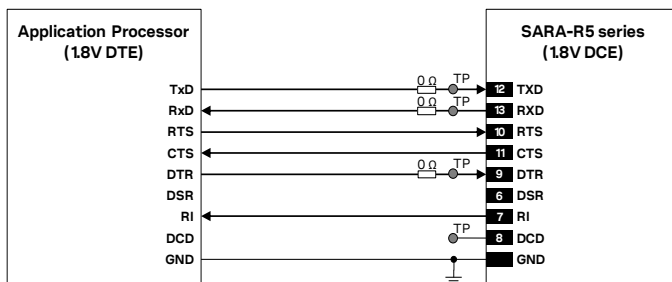 Application Processor
(1.8V DTE)
SARA-R5 series
(1.8V DCE)
TxD 0 Ω TP 12 TXD
RxD 0 Ω TP 13 RXD
RTS 10 RTS
CTS 11 CTS
DTR 0 Ω TP 9 DTR
DSR 6 DSR
RI 7 RI
DCD TP 8 DCD
GND GND